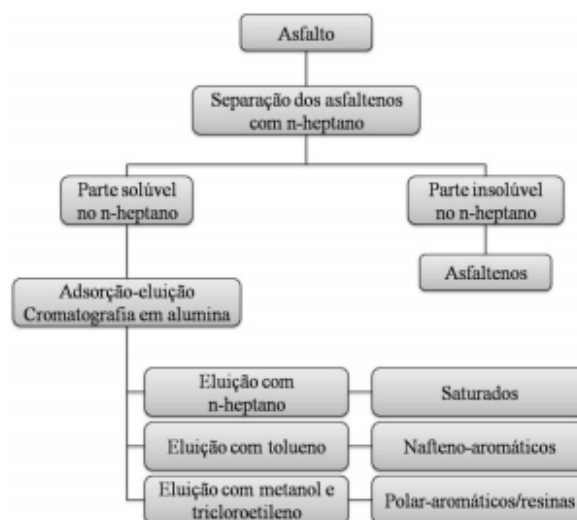 Asfalto
Separação dos asfaltenos
com n-heptano
Parte solúvel
no n-heptano
Parte insolúvel
no n-heptano
Asfaltenos
Adsorção-eluição
Cromatografia em alumina
Eluição com
n-heptano
Saturados
Eluição com tolueno
Nafteno-aromáticos
Eluição com metanol e
tricloroetileno
Polar-aromáticos/resinas